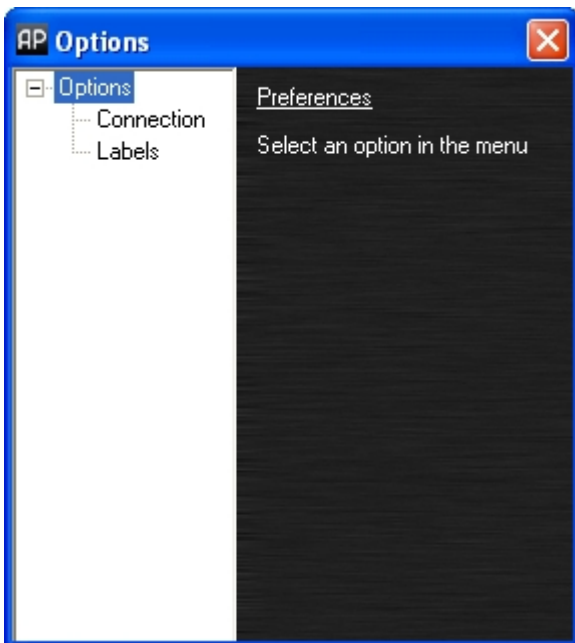 AP Options
Options
Connection
Labels
Preferences
Select an option in the menu